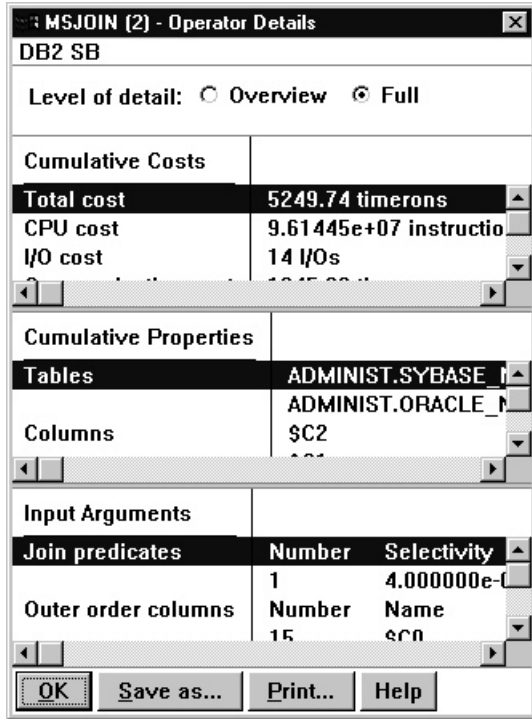 MSJOIN (2) - Operator Details
DB2 SB
Level of detail: Overview Full
Cumulative Costs
Total cost 5249.74 timerons
CPU cost 9.61445e+07 instructio
I/O cost 14 I/Os
Cumulative Properties
Tables ADMINIST.SYBASE_
ADMINIST.ORACLE_
Columns $C2
Input Arguments
Join predicates Number Selectivity
1 4.000000e-
Outer order columns Number Name
15 $C0
OK Save as... Print... Help